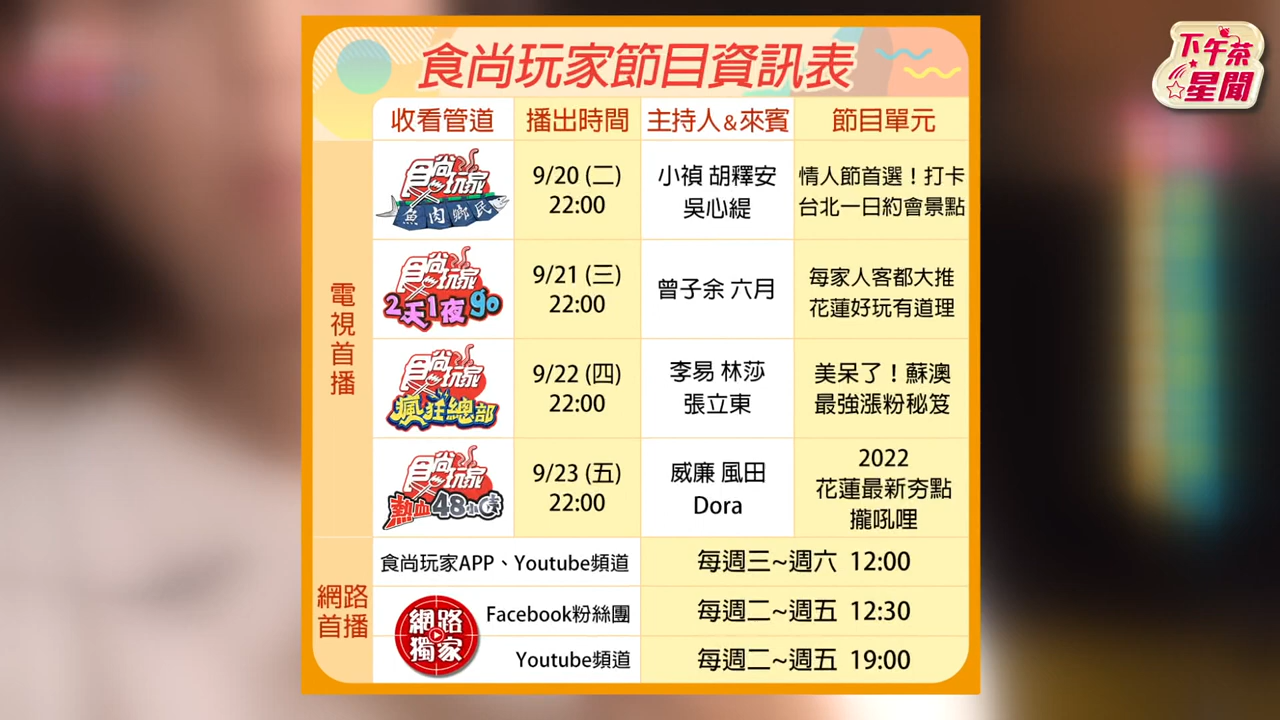 下午茶
星聞
食尚玩家節目資訊表
收看管道 播出時間 主持人&來賓 節目單元
電視首播
食尚玩家
魚肉鄉民
9/20 (二)
22:00
小禎 胡釋安
吳心緹
情人節首選！打卡
台北一日約會景點
食尚玩家
2天1夜go
9/21 (三)
22:00
曾子余 六月
每家人客都大推
花蓮好玩有道理
食尚玩家
瘋狂總部
9/22 (四)
22:00
李易 林莎
張立東
美呆了！蘇澳
最強漲粉秘笈
食尚玩家
熱血48小時
9/23 (五)
22:00
威廉 風田
Dora
2022
花蓮最新夯點
攏吼哩
網路
首播
食尚玩家APP、Youtube頻道 每週三~週六 12:00
網路
獨家
Facebook粉絲團 每週二~週五 12:30
Youtube頻道 每週二~週五 19:00